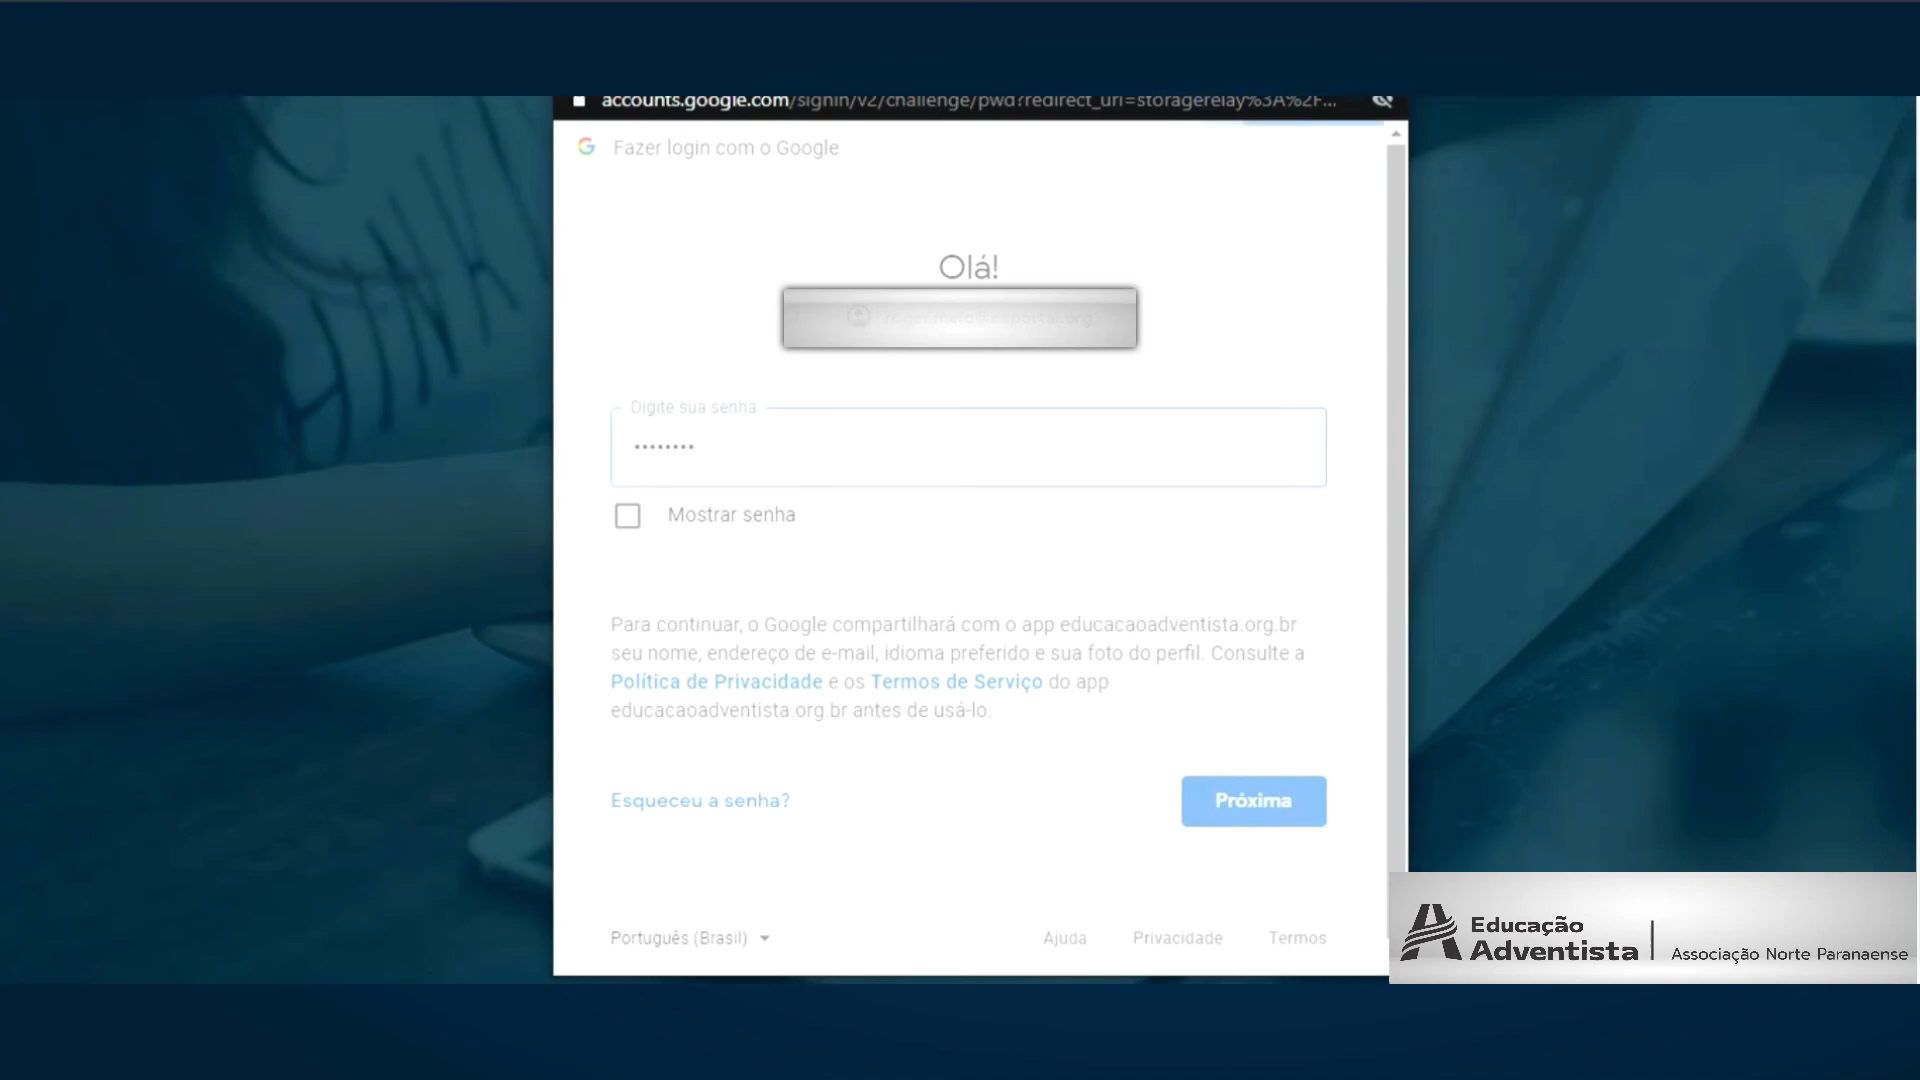 accounts.google.com/signin/v2/challenge/pwd?redirect_uri=storagerelay%3A%2F...
Fazer login com o Google
Olá!
Digite sua senha
••••••••
Mostrar senha
Para continuar, o Google compartilhará com o app educacaoadventista.org.br
seu nome, endereço de e-mail, idioma preferido e sua foto do perfil. Consulte a
Política de Privacidade e os Termos de Serviço do app
educacaoadventista.org.br antes de usá-lo.
Esqueceu a senha?
Próxima
Português (Brasil)
Ajuda
Privacidade
Termos
Educação
Adventista
Associação Norte Paranaense